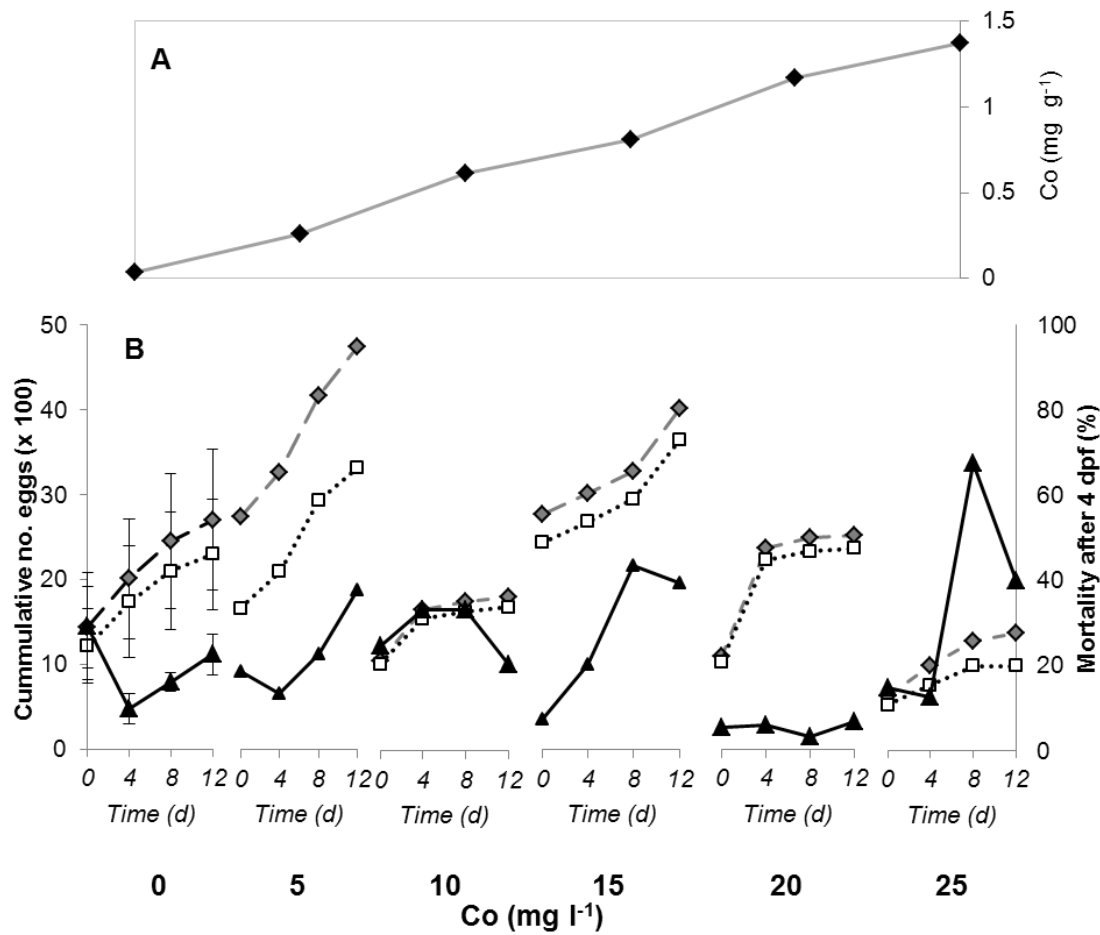 A
1.5
1
0.5
0
Co (mg g-1)
B
50
40
30
20
10
0
Cummulative no. eggs (x 100)
100
80
60
40
20
0
Mortality after 4 dpf (%)
0 4 8 12 0 4 8 12 0 4 8 12 0 4 8 12 0 4 8 12 0 4 8 12
Time (d) Time (d) Time (d) Time (d) Time (d) Time (d)
0 5 10 15 20 25
Co (mg l-1)